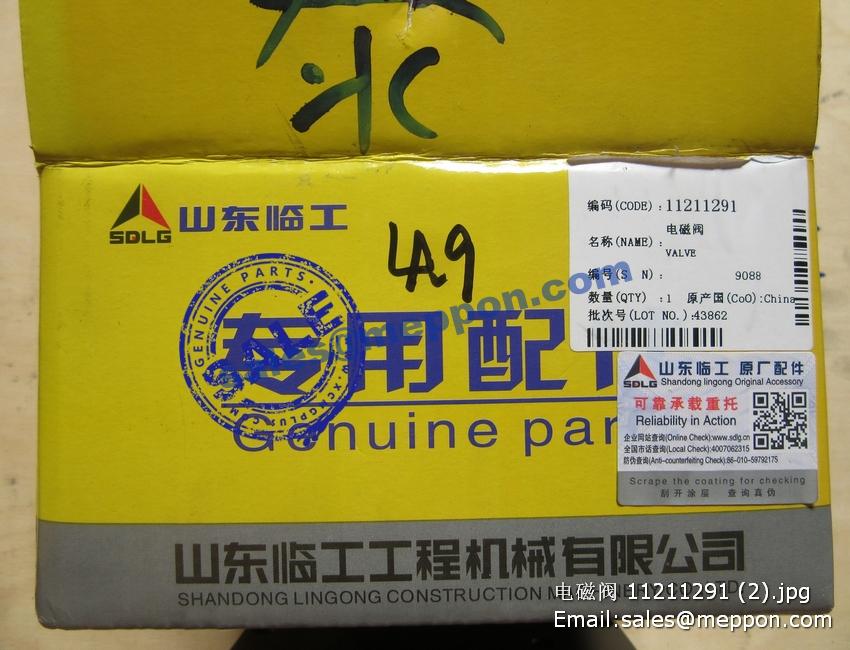 SDLG
山东临工
LA9
编码(CODE) : 11211291
电磁阀
名称(NAME) :
VALVE
编号(S N) : 9088
数量(QTY) :1 原产国(CoO):China
批次号(LOT NO.) :43862
专用配
Genuine par
GENUINE PARTS
SALE
sales@meppon.com
SDLG
山东临工 原厂配件
Shandong lingong Original Accessory
可靠承载重托
Reliability in Action
企业网站查询(Online Check):www.sdlg.cn
全国市话查询(Local Check):4007062315
防伪查询(Anti-counterfeiting Check):86-010-59792175
Scrape the coating for checking
刮开涂层 查询真伪
山东临工工程机械有限公司
SHANDONG LINGONG CONSTRUCTION
电磁阀 11211291 (2).jpg
Email:sales@meppon.com